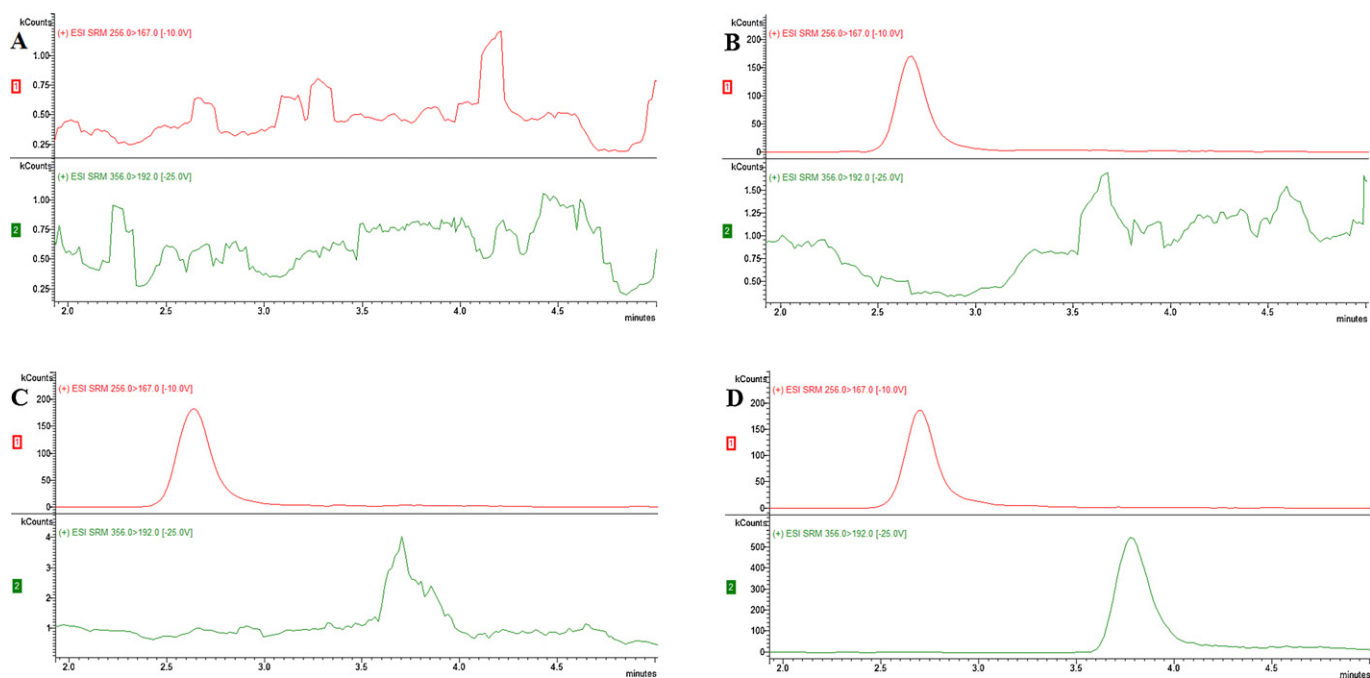 A
kCounts
(+) ESI SRM 256.0>167.0 [-10.0V]
1.00
0.75
0.50
0.25
1
kCounts
(+) ESI SRM 356.0>192.0 [-25.0V]
1.00
0.75
0.50
0.25
2
2.0 2.5 3.0 3.5 4.0 4.5
minutes
B
kCounts
(+) ESI SRM 256.0>167.0 [-10.0V]
200
150
100
50
0
1
kCounts
(+) ESI SRM 356.0>192.0 [-25.0V]
1.50
1.25
1.00
0.75
0.50
2
2.0 2.5 3.0 3.5 4.0 4.5
minutes
C
kCounts
(+) ESI SRM 256.0>167.0 [-10.0V]
200
150
100
50
0
1
kCounts
(+) ESI SRM 356.0>192.0 [-25.0V]
4
3
2
1
2
2.0 2.5 3.0 3.5 4.0 4.5
minutes
D
kCounts
(+) ESI SRM 256.0>167.0 [-10.0V]
200
150
100
50
0
1
kCounts
(+) ESI SRM 356.0>192.0 [-25.0V]
500
400
300
200
100
0
2
2.0 2.5 3.0 3.5 4.0 4.5
minutes